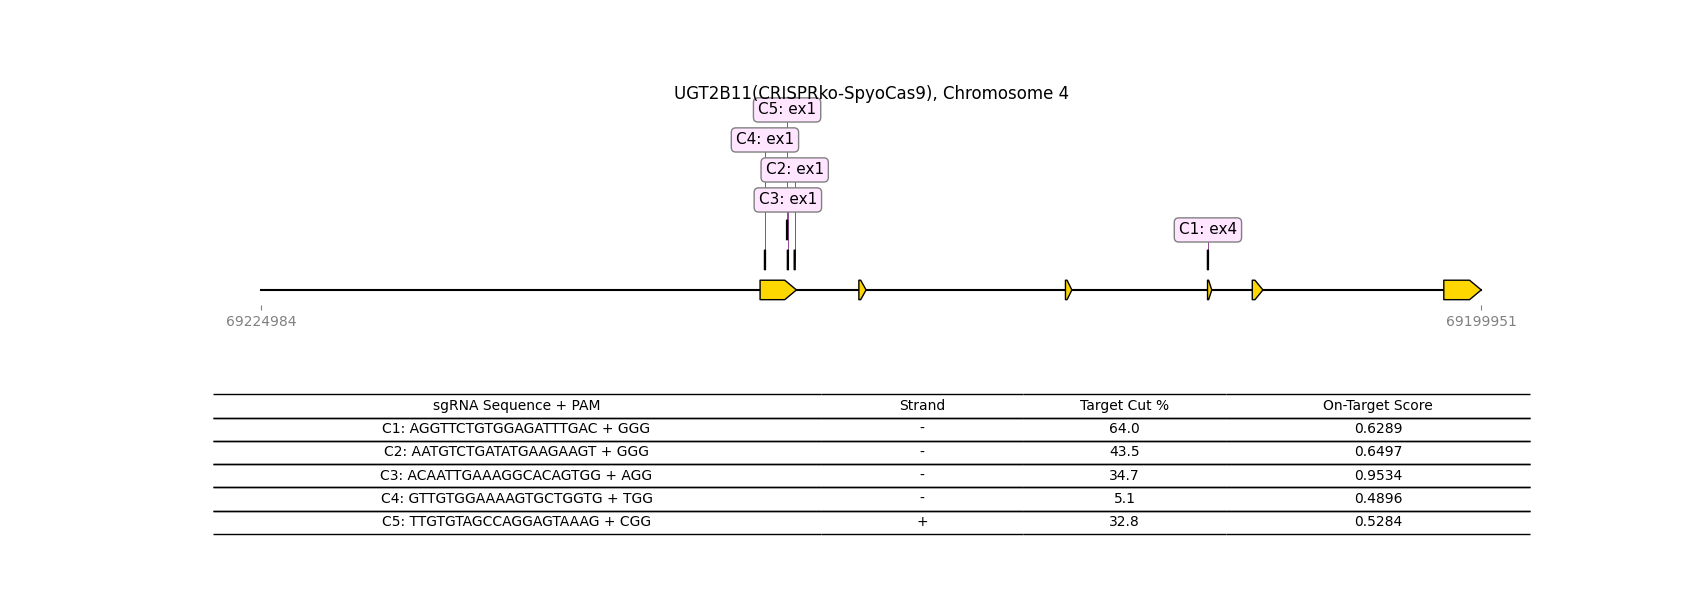 UGT2B11(CRISPRko-SpyoCas9), Chromosome 4
C5: ex1
C4: ex1
C2: ex1
C3: ex1
C1: ex4
69224984 69199951
sgRNA Sequence + PAM Strand Target Cut % On-Target Score
C1: AGGTTCTGTGGAGATTTGAC + GGG - 64.0 0.6289
C2: AATGTCTGATATGAAGAAGT + GGG - 43.5 0.6497
C3: ACAATTGAAAGGCACAGTGG + AGG - 34.7 0.9534
C4: GTTGTGGAAAAGTGCTGGTG + TGG - 5.1 0.4896
C5: TTGTGTAGCCAGGAGTAAAG + CGG + 32.8 0.5284